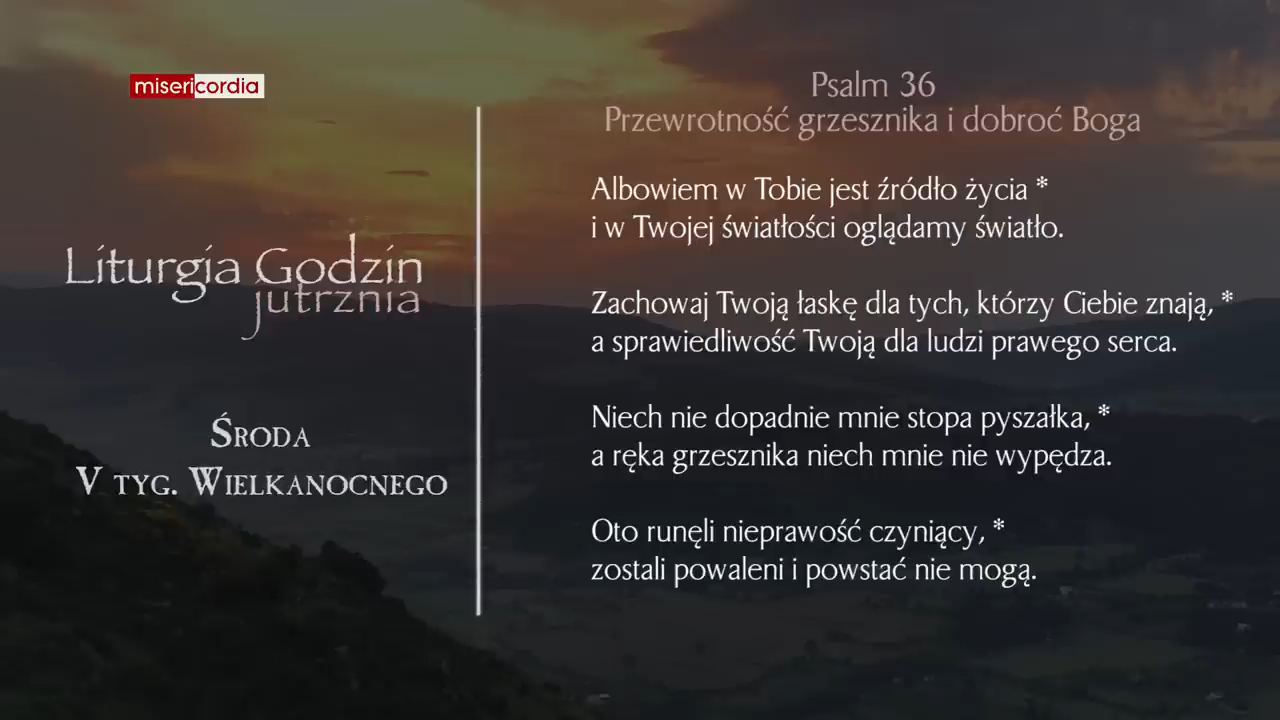 misericordia
Liturgia Godzin
jutrznia
Środa
V tyg. Wielkanocnego
Psalm 36
Przewrotność grzesznika i dobroć Boga
Albowiem w Tobie jest źródło życia *
i w Twojej światłości oglądamy światło.
Zachowaj Twoją łaskę dla tych, którzy Ciebie znają, *
a sprawiedliwość Twoją dla ludzi prawego serca.
Niech nie dopadnie mnie stopa pyszałka, *
a ręka grzesznika niech mnie nie wypędza.
Oto runęli nieprawość czyniący, *
zostali powaleni i powstać nie mogą.